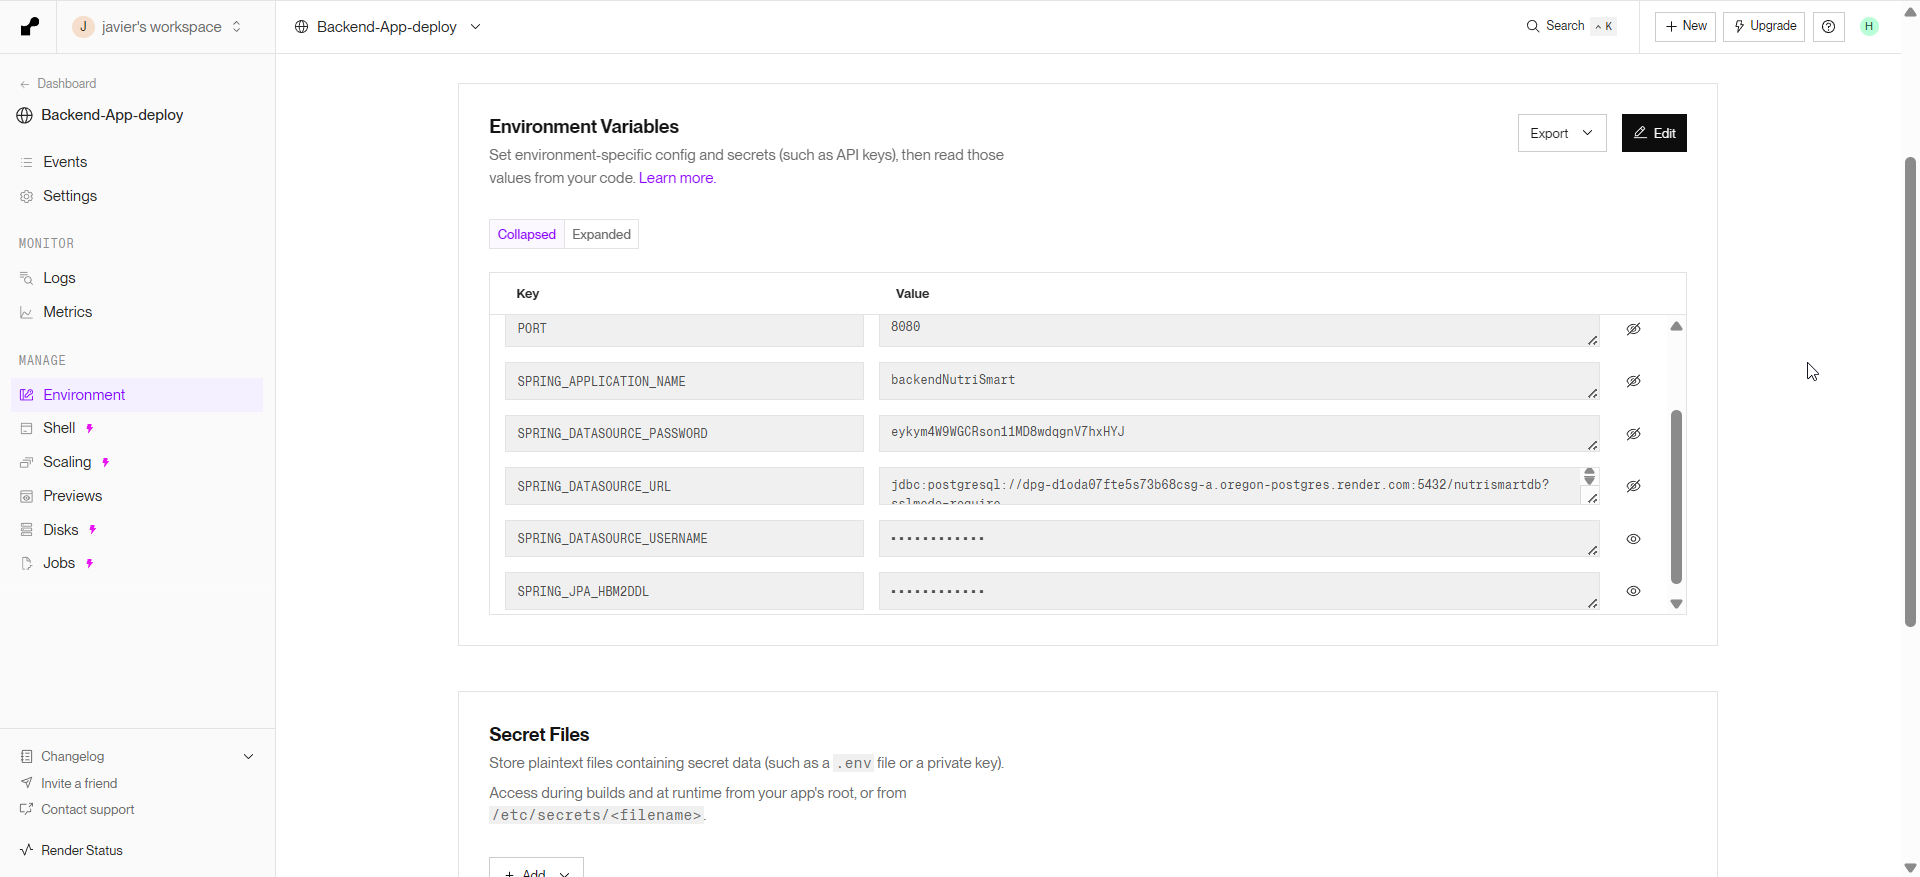 J javier's workspace
Backend-App-deploy
Search ^ K
+ New
Upgrade
H
← Dashboard
Backend-App-deploy
Events
Settings
MONITOR
Logs
Metrics
MANAGE
Environment
Shell
Scaling
Previews
Disks
Jobs
Changelog
Invite a friend
Contact support
Render Status
Environment Variables
Set environment-specific config and secrets (such as API keys), then read those
values from your code. Learn more.
Export
Edit
Collapsed Expanded
Key Value
PORT 8080
SPRING_APPLICATION_NAME backendNutriSmart
SPRING_DATASOURCE_PASSWORD eykym4W9WGCRson11MD8wdqgnV7hxHYJ
SPRING_DATASOURCE_URL jdbc:postgresql://dpg-d1oda07fte5s73b68csg-a.oregon-postgres.render.com:5432/nutrismartdb?
sslmode=require
SPRING_DATASOURCE_USERNAME ············
SPRING_JPA_HBM2DDL ············
Secret Files
Store plaintext files containing secret data (such as a .env file or a private key).
Access during builds and at runtime from your app's root, or from
/etc/secrets/<filename>.
+ Add